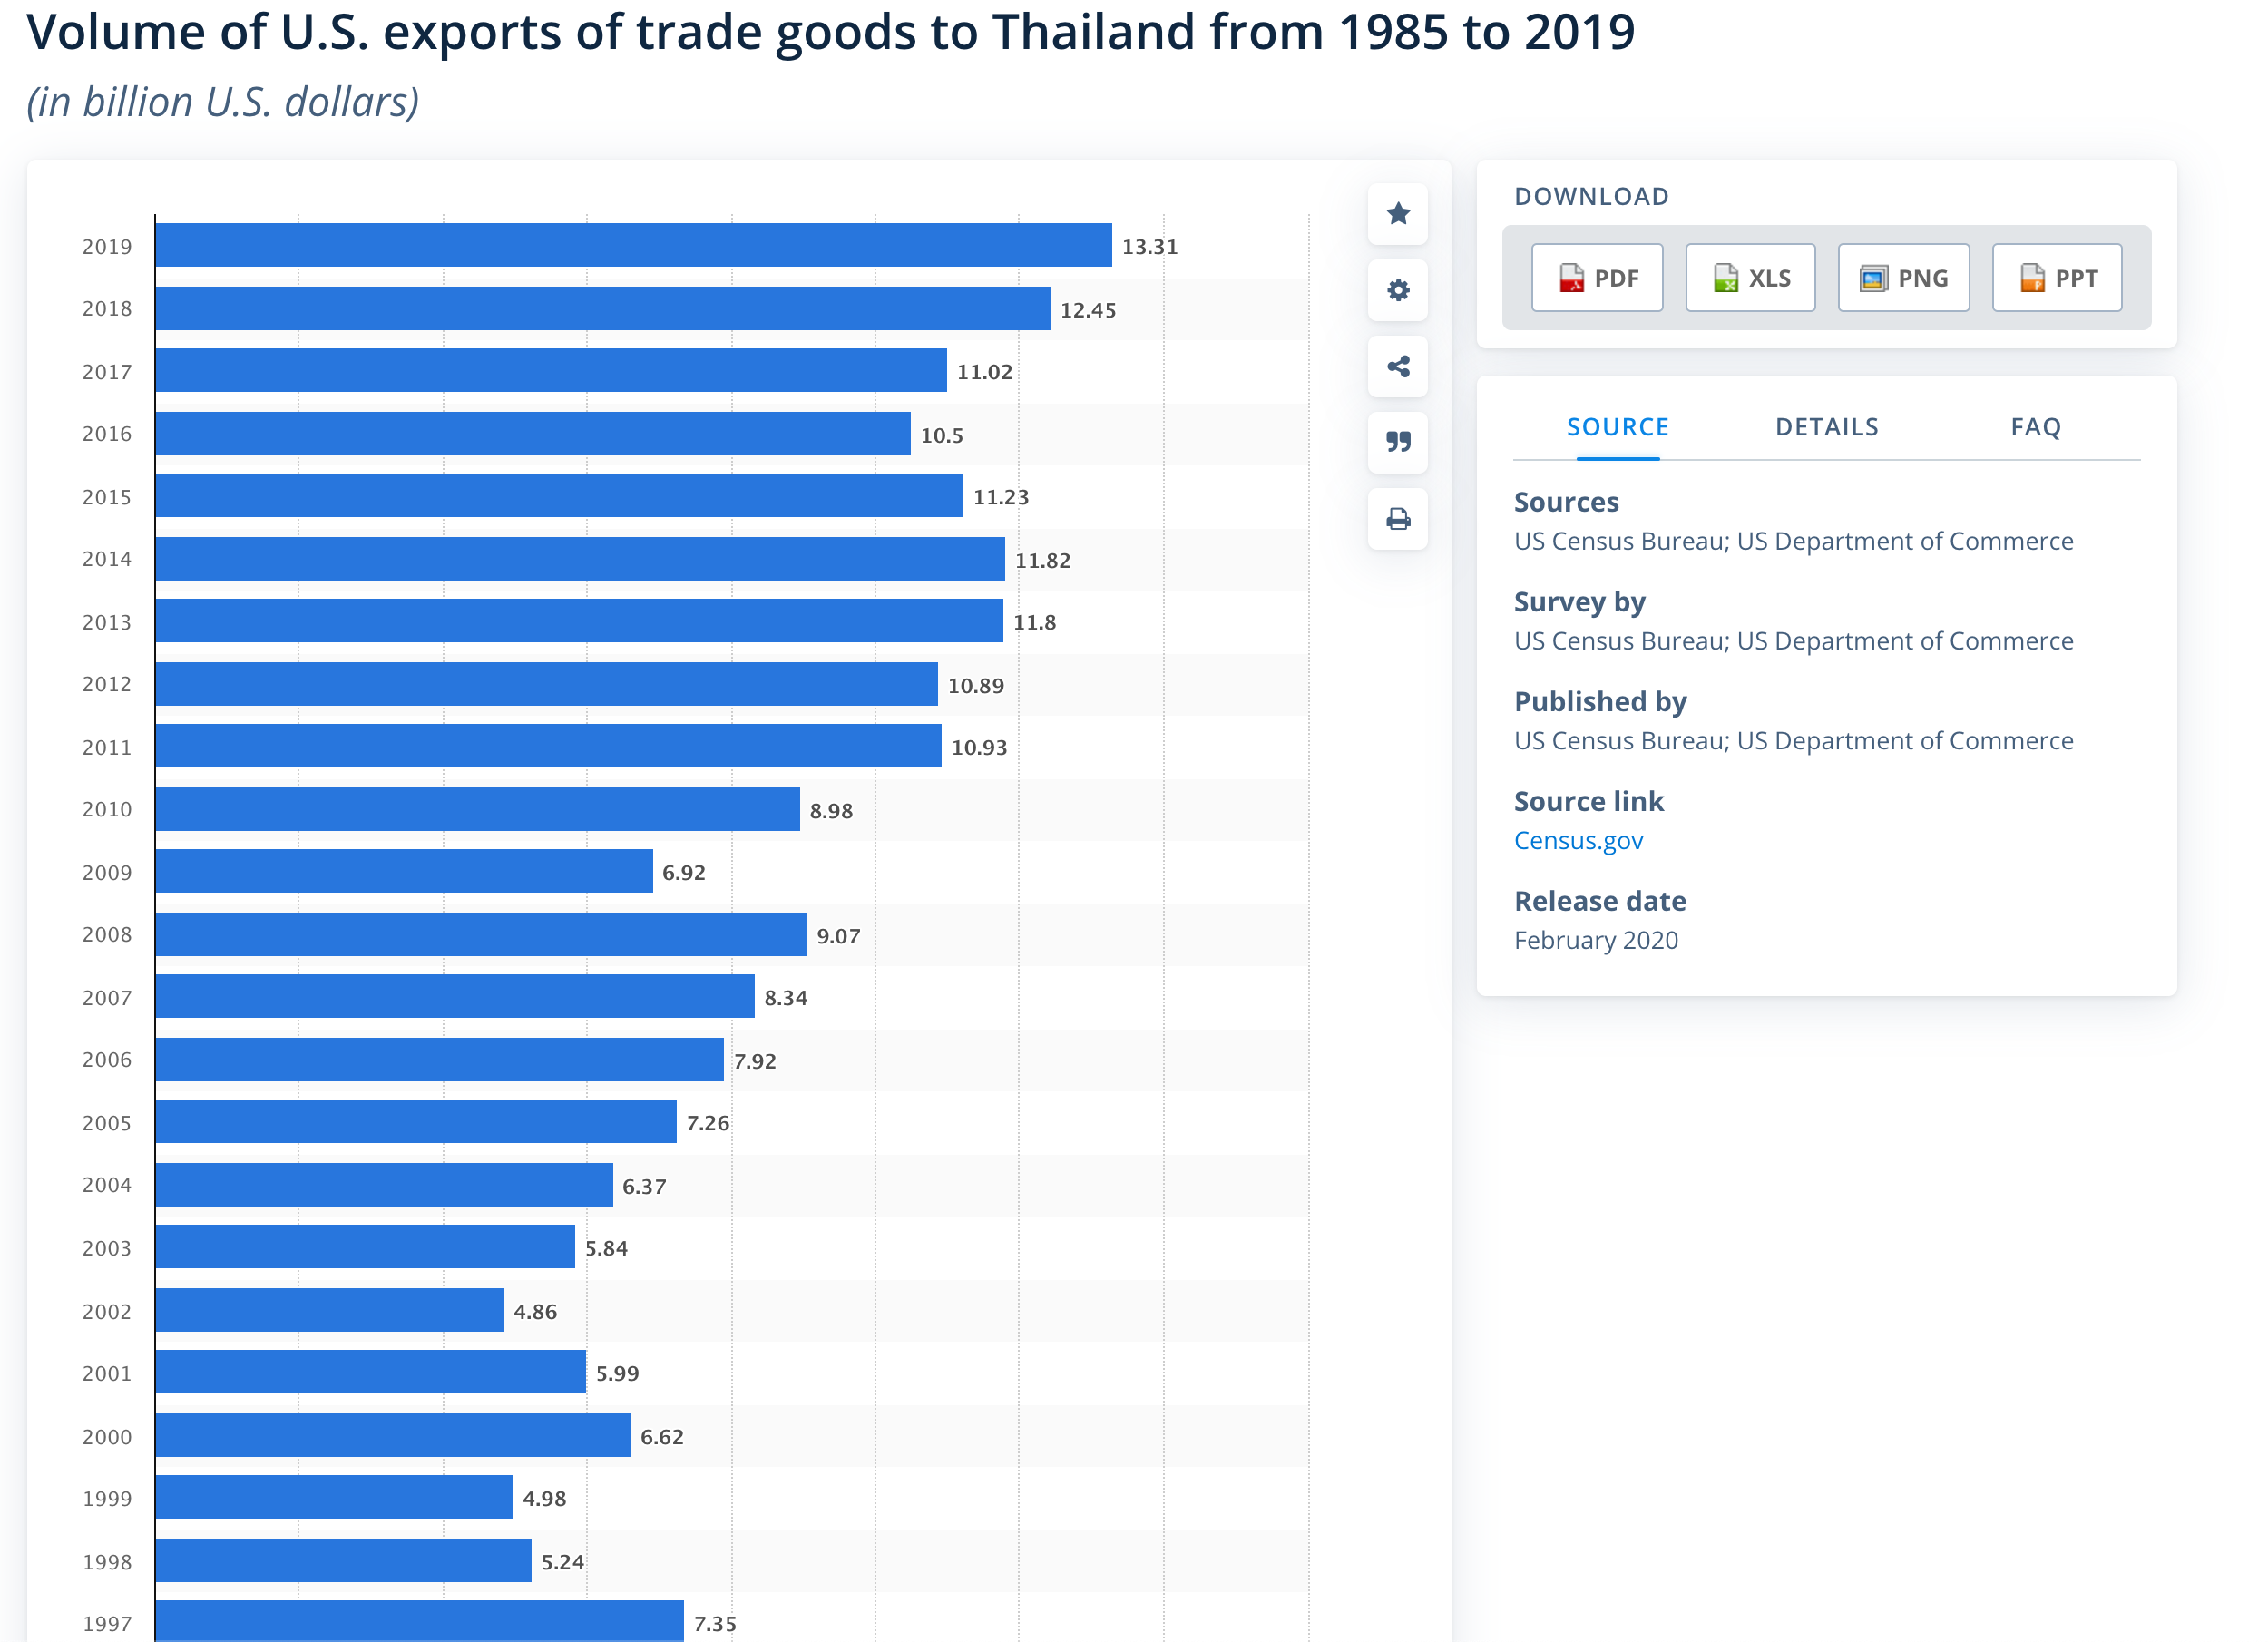 Volume of U.S. exports of trade goods to Thailand from 1985 to 2019
(in billion U.S. dollars)
2019 13.31
2018 12.45
2017 11.02
2016 10.5
2015 11.23
2014 11.82
2013 11.8
2012 10.89
2011 10.93
2010 8.98
2009 6.92
2008 9.07
2007 8.34
2006 7.92
2005 7.26
2004 6.37
2003 5.84
2002 4.86
2001 5.99
2000 6.62
1999 4.98
1998 5.24
1997 7.35
DOWNLOAD
PDF XLS PNG PPT
SOURCE DETAILS FAQ
Sources
US Census Bureau; US Department of Commerce
Survey by
US Census Bureau; US Department of Commerce
Published by
US Census Bureau; US Department of Commerce
Source link
Census.gov
Release date
February 2020